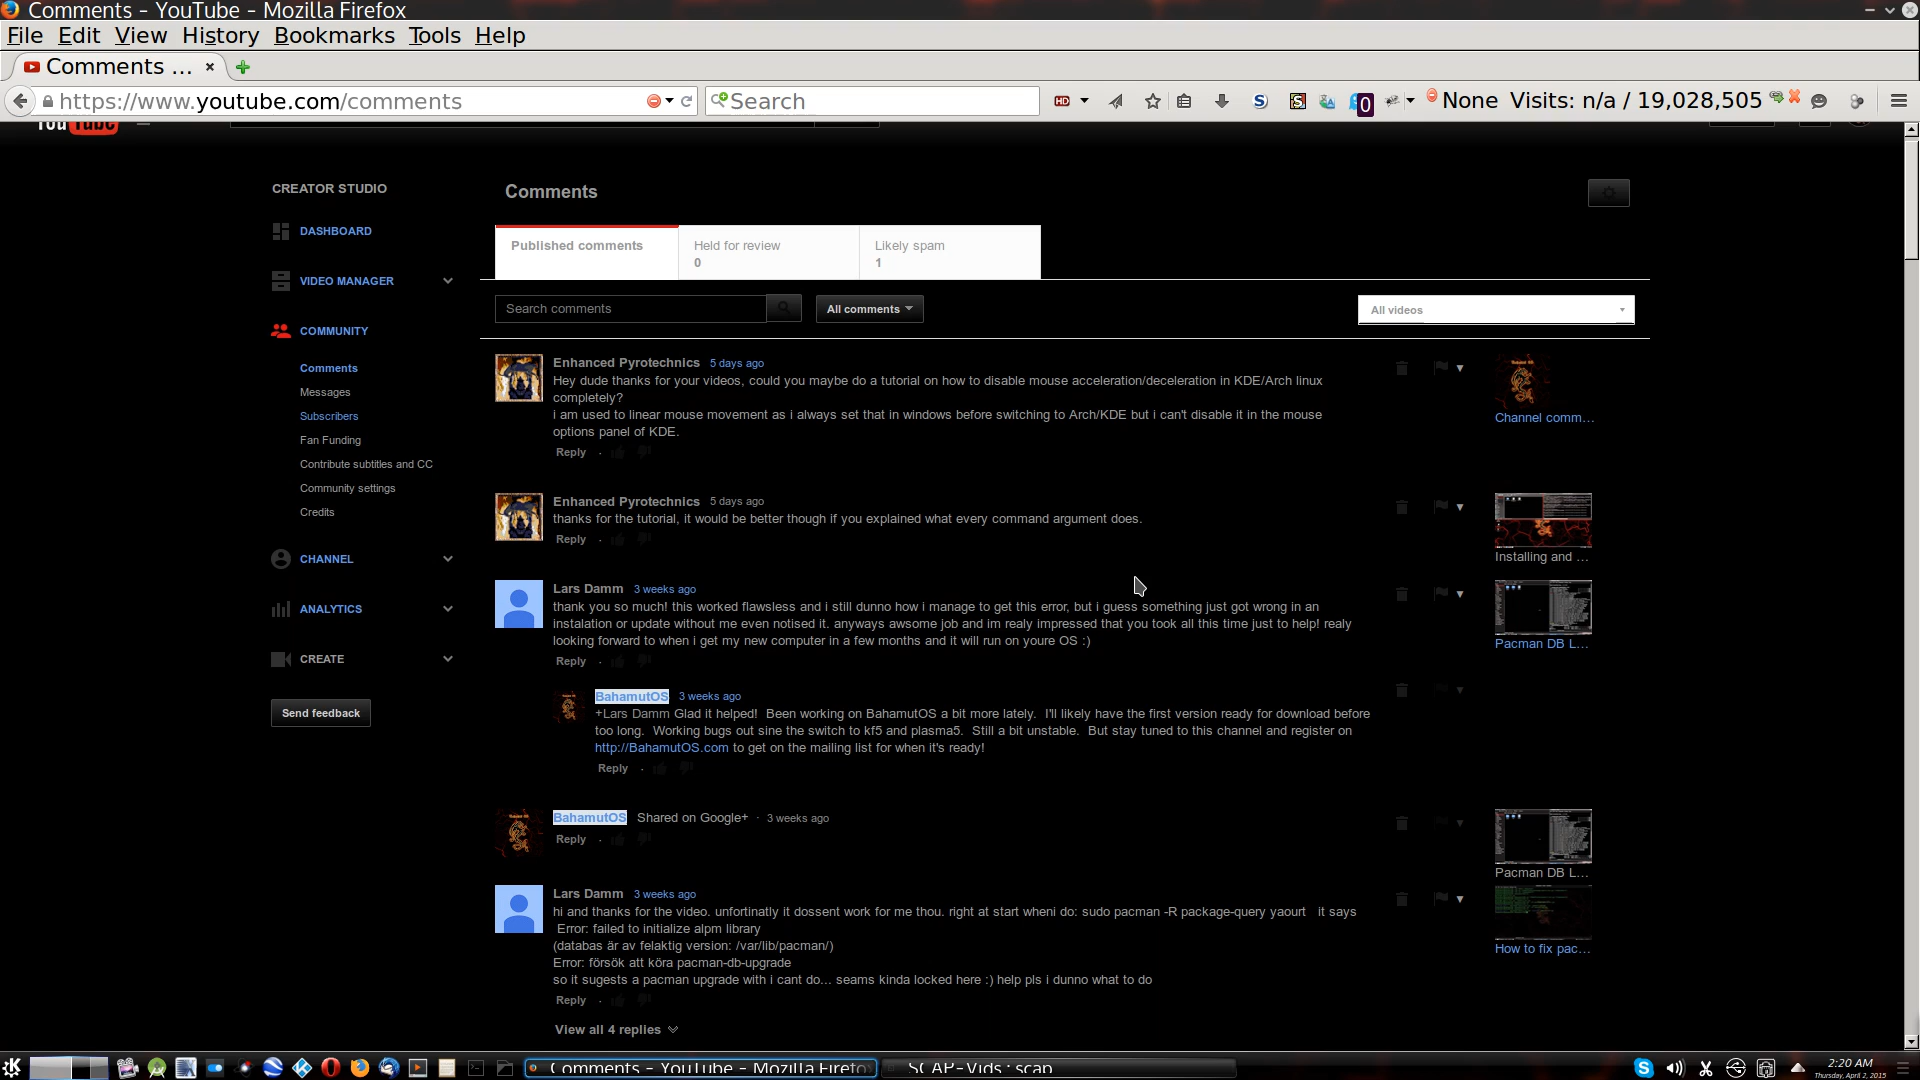 Comments - YouTube - Mozilla Firefox
File Edit View History Bookmarks Tools Help
Comments ...
https://www.youtube.com/comments
Search
HD
0
None Visits: n/a / 19,028,505
YouTube
CREATOR STUDIO
DASHBOARD
VIDEO MANAGER
COMMUNITY
Comments
Messages
Subscribers
Fan Funding
Contribute subtitles and CC
Community settings
Credits
CHANNEL
ANALYTICS
CREATE
Send feedback
Comments
Published comments
Held for review
0
Likely spam
1
Search comments
All comments
All videos
Enhanced Pyrotechnics 5 days ago
Hey dude thanks for your videos, could you maybe do a tutorial on how to disable mouse acceleration/deceleration in KDE/Arch linux
completely?
i am used to linear mouse movement as i always set that in windows before switching to Arch/KDE but i can't disable it in the mouse
options panel of KDE.
Reply ·
Channel comm...
Enhanced Pyrotechnics 5 days ago
thanks for the tutorial, it would be better though if you explained what every command argument does.
Reply ·
Installing and ...
Lars Damm 3 weeks ago
thank you so much! this worked flawsless and i still dunno how i manage to get this error, but i guess something just got wrong in an
instalation or update without me even notised it. anyways awsome job and im realy impressed that you took all this time just to help! realy
looking forward to when i get my new computer in a few months and it will run on youre OS :)
Reply ·
Pacman DB L...
BahamutOS 3 weeks ago
+Lars Damm Glad it helped!  Been working on BahamutOS a bit more lately.  I'll likely have the first version ready for download before
too long.  Working bugs out sine the switch to kf5 and plasma5.  Still a bit unstable.  But stay tuned to this channel and register on
http://BahamutOS.com to get on the mailing list for when it's ready!
Reply ·
BahamutOS Shared on Google+ · 3 weeks ago
Reply ·
Pacman DB L...
Lars Damm 3 weeks ago
hi and thanks for the video. unfortinatly it dossent work for me thou. right at start wheni do: sudo pacman -R package-query yaourt   it says
Error: failed to initialize alpm library
(databas är av felaktig version: /var/lib/pacman/)
Error: försök att köra pacman-db-upgrade
so it sugests a pacman upgrade with i cant do... seams kinda locked here :) help pls i dunno what to do
Reply ·
How to fix pac...
View all 4 replies
Comments - YouTube - Mozilla Firefo
SCAP-Vids : scap
2:20 AM
Thursday, April 2, 2015